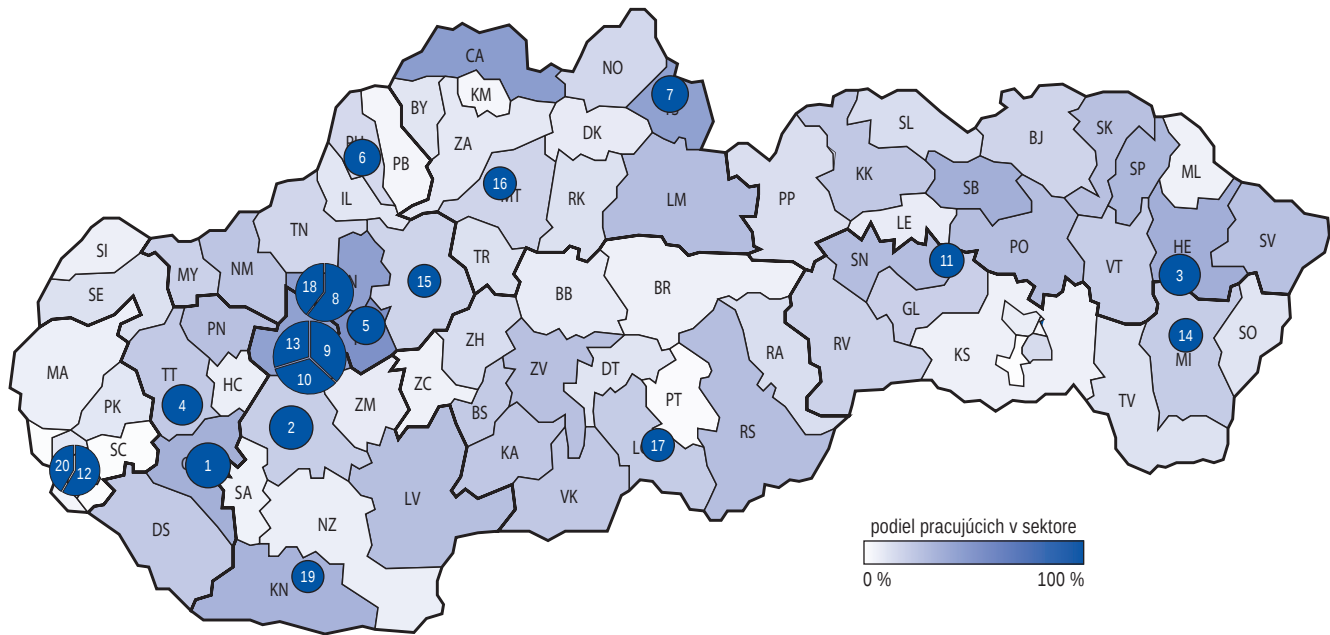 CA
NO
7
KM
BY
DK
ZA
6
PB
IL
16
RK
LM
TN
TR
SI
SE
MY
NM
18
8
15
5
PN
13
9
10
MA
PK
TT
4
HC
SC
20
12
1
2
ZM
ZC
ZH
BB
BR
SA
NZ
DS
KN
19
LV
BS
ZV
KA
VK
DT
PT
17
RS
RA
RV
PP
KK
SL
LE
SN
11
GL
KS
SB
PO
BJ
SK
SP
ML
VT
HE
3
SV
14
MI
SO
TV
podiel pracujúcich v sektore
0 %
100 %